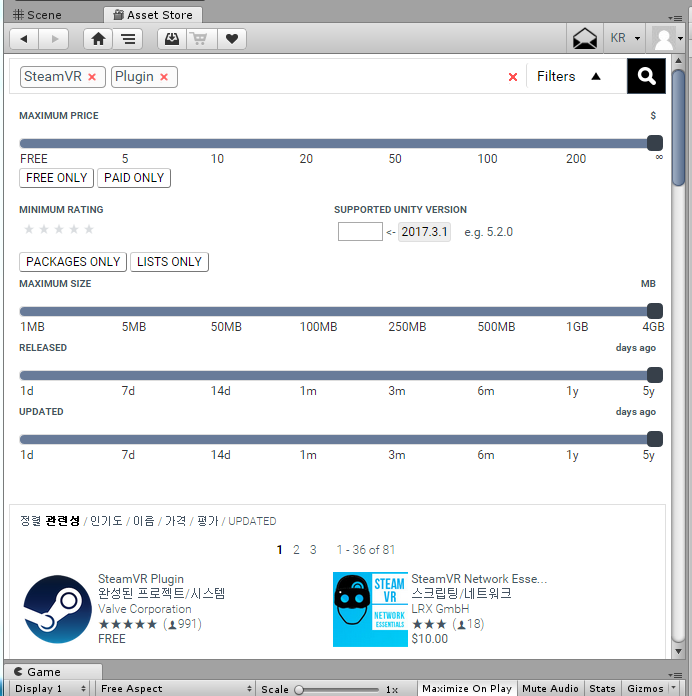 Scene Asset Store
KR
SteamVR Plugin Filters
MAXIMUM PRICE $
FREE 5 10 20 50 100 200 ∞
FREE ONLY PAID ONLY
MINIMUM RATING SUPPORTED UNITY VERSION
<- 2017.3.1 e.g. 5.2.0
PACKAGES ONLY LISTS ONLY
MAXIMUM SIZE MB
1MB 5MB 50MB 100MB 250MB 500MB 1GB 4GB
RELEASED days ago
1d 7d 14d 1m 3m 6m 1y 5y
UPDATED days ago
1d 7d 14d 1m 3m 6m 1y 5y
정렬 관련성 / 인기도 / 이음 / 가격 / 평가 / UPDATED
1 2 3 1 - 36 of 81
SteamVR Plugin
완성된 프로젝트/시스템
Valve Corporation
★★★★★ (991)
FREE
STEAM VR
NETWORK
ESSENTIALS
SteamVR Network Esse...
스크립팅/네트워크
LRX GmbH
★★★ (18)
$10.00
Game
Display 1 Free Aspect Scale 1x Maximize On Play Mute Audio Stats Gizmos